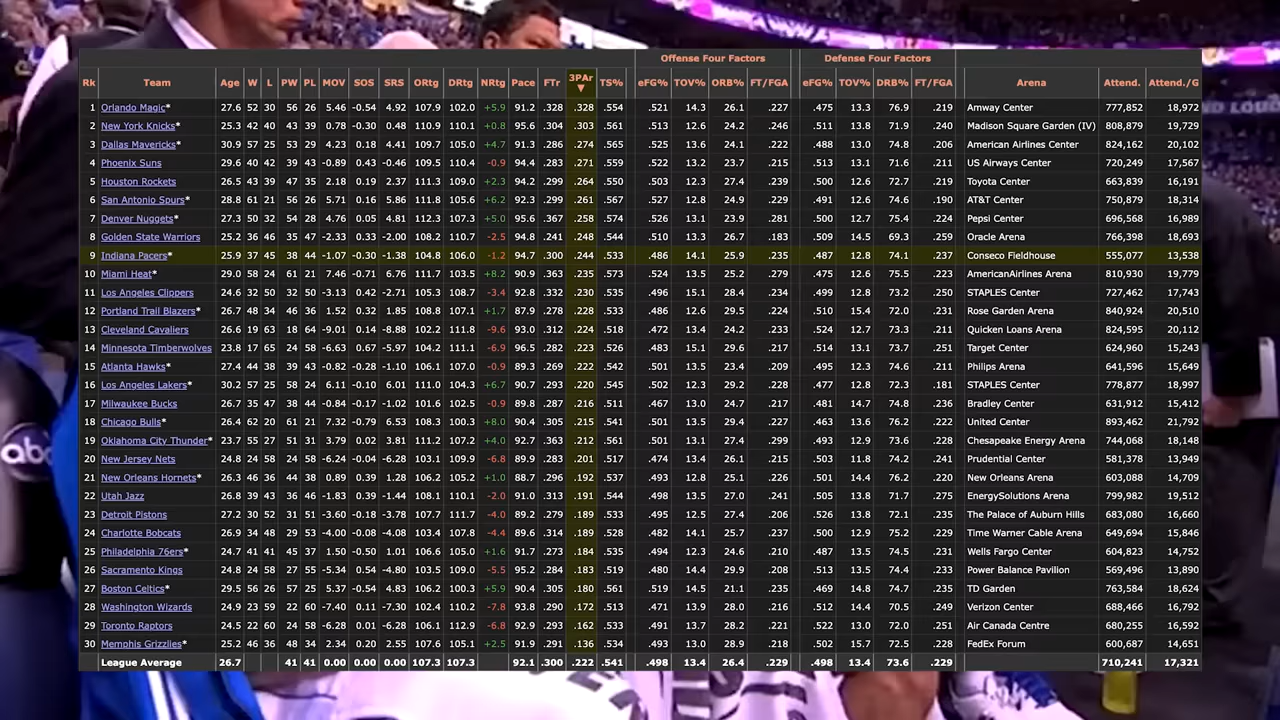 Offense Four Factors Defense Four Factors
Rk Team Age W L PW PL MOV SOS SRS ORtg DRtg NRtg Pace FTr 3PAr ▼ TS% eFG% TOV% ORB% FT/FGA eFG% TOV% DRB% FT/FGA Arena Attend. Attend./G
1 Orlando Magic* 27.6 52 30 56 26 5.46 -0.54 4.92 107.9 102.0 +5.9 91.2 .328 .328 .554 .521 14.3 26.1 .227 .475 13.3 76.9 .219 Amway Center 777,852 18,972
2 New York Knicks* 25.3 42 40 43 39 0.78 -0.30 0.48 110.9 110.1 +0.8 95.6 .304 .303 .561 .513 12.6 24.2 .246 .511 13.8 71.9 .240 Madison Square Garden (IV) 808,879 19,729
3 Dallas Mavericks* 30.9 57 25 53 29 4.23 0.18 4.41 109.7 105.0 +4.7 91.3 .286 .274 .565 .525 13.6 24.1 .222 .488 13.0 74.8 .206 American Airlines Center 824,162 20,102
4 Phoenix Suns 29.6 40 42 39 43 -0.89 0.43 -0.46 109.5 110.4 -0.9 94.4 .283 .271 .559 .522 13.2 23.7 .215 .513 13.1 71.6 .211 US Airways Center 720,249 17,567
5 Houston Rockets 26.5 43 39 47 35 2.18 0.19 2.37 111.3 109.0 +2.3 94.2 .299 .264 .550 .503 12.3 27.4 .239 .500 12.6 72.7 .219 Toyota Center 663,839 16,191
6 San Antonio Spurs* 28.8 61 21 56 26 5.71 0.16 5.86 111.8 105.6 +6.2 92.3 .299 .261 .567 .527 12.8 24.9 .229 .491 12.6 74.6 .190 AT&T Center 750,879 18,314
7 Denver Nuggets* 27.3 50 32 54 28 4.76 0.05 4.81 112.3 107.3 +5.0 95.6 .367 .258 .574 .526 13.1 23.9 .281 .500 12.7 75.4 .224 Pepsi Center 696,568 16,989
8 Golden State Warriors 25.2 36 46 35 47 -2.33 0.33 -2.00 108.2 110.7 -2.5 94.8 .241 .248 .544 .510 13.3 26.7 .183 .509 14.5 69.3 .259 Oracle Arena 766,398 18,693
9 Indiana Pacers* 25.9 37 45 38 44 -1.07 -0.30 -1.38 104.8 106.0 -1.2 94.7 .300 .244 .533 .486 14.1 25.9 .235 .487 12.8 74.1 .237 Conseco Fieldhouse 555,077 13,538
10 Miami Heat* 29.0 58 24 61 21 7.46 -0.71 6.76 111.7 103.5 +8.2 90.9 .363 .235 .573 .524 13.5 25.2 .279 .476 12.6 75.5 .223 AmericanAirlines Arena 810,930 19,779
11 Los Angeles Clippers 24.6 32 50 32 50 -3.13 0.42 -2.71 105.3 108.7 -3.4 92.8 .332 .230 .535 .496 15.1 28.4 .234 .499 12.8 73.2 .250 STAPLES Center 727,462 17,743
12 Portland Trail Blazers* 26.7 48 34 46 36 1.52 0.32 1.85 108.8 107.1 +1.7 87.9 .278 .228 .533 .486 12.6 29.5 .224 .510 15.4 72.0 .231 Rose Garden Arena 840,924 20,510
13 Cleveland Cavaliers 26.6 19 63 18 64 -9.01 0.14 -8.88 102.2 111.8 -9.6 93.0 .312 .224 .518 .472 13.4 24.2 .233 .524 12.7 73.3 .211 Quicken Loans Arena 824,595 20,112
14 Minnesota Timberwolves 23.8 17 65 24 58 -6.63 0.67 -5.97 104.2 111.1 -6.9 96.5 .282 .223 .526 .483 15.1 29.6 .217 .514 13.1 73.7 .251 Target Center 624,960 15,243
15 Atlanta Hawks* 27.4 44 38 39 43 -0.82 -0.28 -1.10 106.1 107.0 -0.9 89.3 .269 .222 .542 .501 13.5 23.4 .209 .495 12.3 74.6 .211 Philips Arena 641,596 15,649
16 Los Angeles Lakers* 30.2 57 25 58 24 6.11 -0.10 6.01 111.0 104.3 +6.7 90.7 .293 .220 .545 .502 12.3 29.2 .228 .477 12.8 72.3 .181 STAPLES Center 778,877 18,997
17 Milwaukee Bucks 26.7 35 47 38 44 -0.84 -0.17 -1.02 101.6 102.5 -0.9 89.8 .287 .216 .511 .467 13.0 24.7 .217 .481 14.7 74.8 .236 Bradley Center 631,912 15,412
18 Chicago Bulls* 26.4 62 20 61 21 7.32 -0.79 6.53 108.3 100.3 +8.0 90.4 .305 .215 .541 .501 13.5 29.4 .227 .463 13.6 76.2 .222 United Center 893,462 21,792
19 Oklahoma City Thunder* 23.7 55 27 51 31 3.79 0.02 3.81 111.2 107.2 +4.0 92.7 .363 .212 .561 .501 13.1 27.4 .299 .493 12.9 73.6 .228 Chesapeake Energy Arena 744,068 18,148
20 New Jersey Nets 24.8 24 58 24 58 -6.24 -0.04 -6.28 103.1 109.9 -6.8 89.9 .283 .201 .517 .474 13.4 26.1 .215 .503 11.8 74.2 .241 Prudential Center 581,378 13,949
21 New Orleans Hornets* 26.3 46 36 44 38 0.89 0.39 1.28 106.2 105.2 +1.0 88.7 .296 .192 .537 .493 12.8 25.1 .226 .501 14.4 76.2 .220 New Orleans Arena 603,088 14,709
22 Utah Jazz 26.8 39 43 36 46 -1.83 0.39 -1.44 108.1 110.1 -2.0 91.0 .313 .191 .544 .498 13.5 27.0 .241 .505 13.8 71.7 .275 EnergySolutions Arena 799,982 19,512
23 Detroit Pistons 27.2 30 52 31 51 -3.60 -0.18 -3.78 107.7 111.7 -4.0 89.2 .279 .189 .533 .495 12.5 27.4 .206 .526 13.8 72.1 .235 The Palace of Auburn Hills 683,080 16,660
24 Charlotte Bobcats 26.9 34 48 29 53 -4.00 -0.08 -4.08 103.4 107.8 -4.4 89.6 .314 .189 .528 .482 14.1 25.7 .237 .500 12.9 75.2 .229 Time Warner Cable Arena 649,694 15,846
25 Philadelphia 76ers* 24.7 41 41 45 37 1.50 -0.50 1.01 106.6 105.0 +1.6 91.7 .273 .184 .535 .494 12.3 24.6 .210 .487 13.5 74.5 .231 Wells Fargo Center 604,823 14,752
26 Sacramento Kings 24.8 24 58 27 55 -5.34 0.54 -4.80 103.5 109.0 -5.5 95.2 .284 .183 .519 .480 14.4 29.9 .208 .513 14.4 73.4 .233 Power Balance Pavilion 569,496 13,890
27 Boston Celtics* 29.5 56 26 57 25 5.37 -0.54 4.83 106.2 100.3 +5.9 90.4 .303 .180 .561 .519 14.5 21.1 .235 .469 14.8 74.7 .235 TD Garden 763,584 18,624
28 Washington Wizards 24.9 23 59 22 60 -7.40 0.11 -7.30 102.4 110.2 -7.8 93.8 .290 .172 .513 .471 13.9 28.0 .216 .512 14.4 70.5 .249 Verizon Center 688,466 16,792
29 Toronto Raptors 24.5 22 60 24 58 -6.28 0.01 -6.28 106.1 112.9 -6.8 92.9 .293 .162 .533 .491 13.7 28.2 .221 .533 13.2 72.0 .251 Air Canada Centre 680,255 16,592
30 Memphis Grizzlies* 25.2 46 36 48 34 2.34 0.20 2.55 107.6 105.1 +2.5 91.9 .291 .136 .534 .493 13.0 28.9 .218 .502 15.7 72.5 .228 FedEx Forum 600,687 14,651
League Average 26.7 41 41 0.00 0.00 0.00 107.3 107.3 92.1 .300 .222 .541 .498 13.4 26.4 .229 .498 13.4 73.6 .229 710,241 17,321
abc